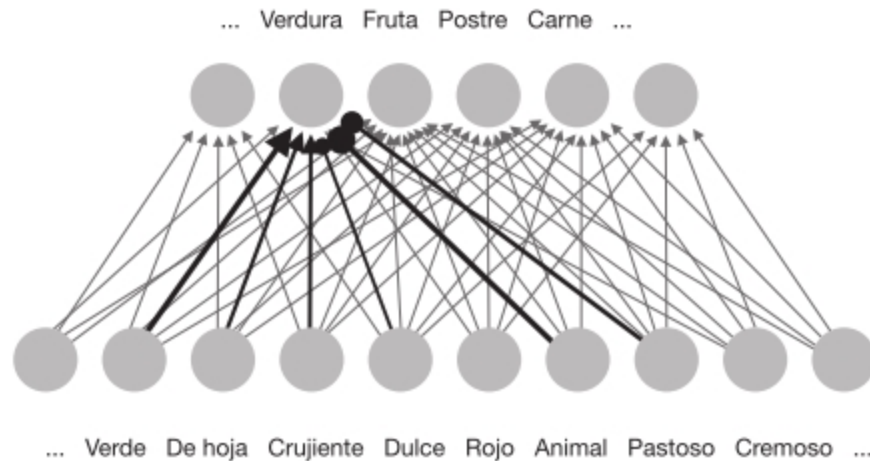 ... Verdura Fruta Postre Carne ...
... Verde De hoja Crujiente Dulce Rojo Animal Pastoso Cremoso ...